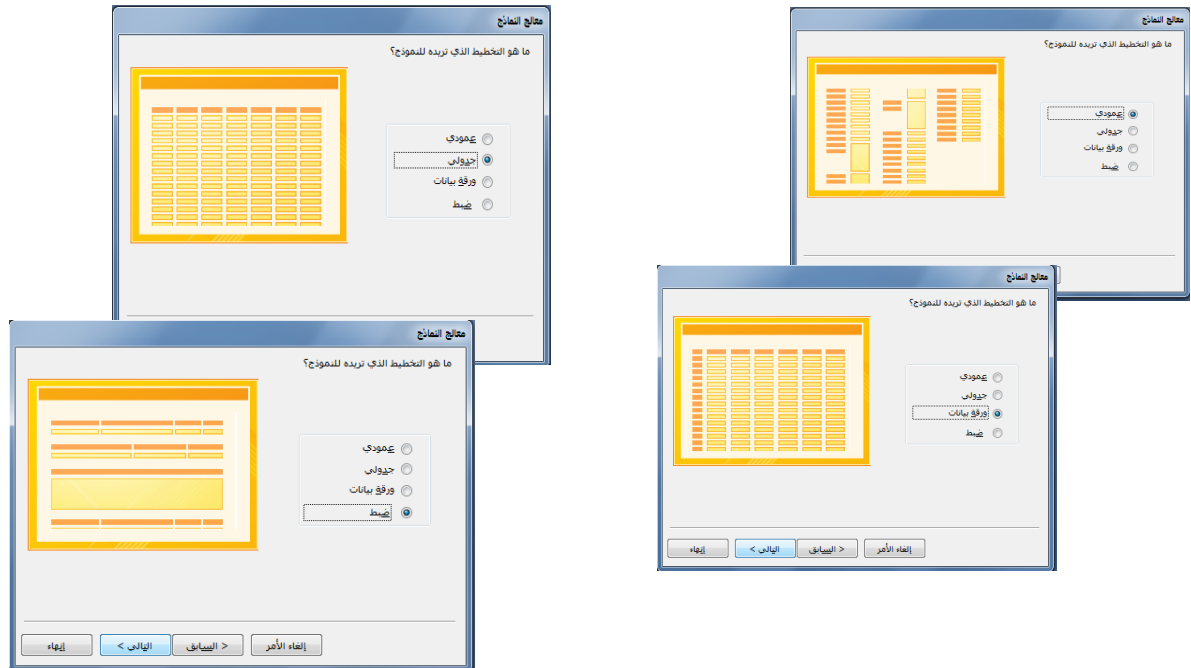 معالج النماذج
ما هو التخطيط الذي تريده للنموذج؟
عمودي
جدولي
ورقة بيانات
ضبط
معالج النماذج
ما هو التخطيط الذي تريده للنموذج؟
عمودي
جدولي
ورقة بيانات
ضبط
إلغاء الأمر
< السابق
التالي >
إنهاء
معالج النماذج
ما هو التخطيط الذي تريده للنموذج؟
عمودي
جدولي
ورقة بيانات
ضبط
معالج النماذج
ما هو التخطيط الذي تريده للنموذج؟
عمودي
جدولي
ورقة بيانات
ضبط
إلغاء الأمر
< السابق
التالي >
إنهاء